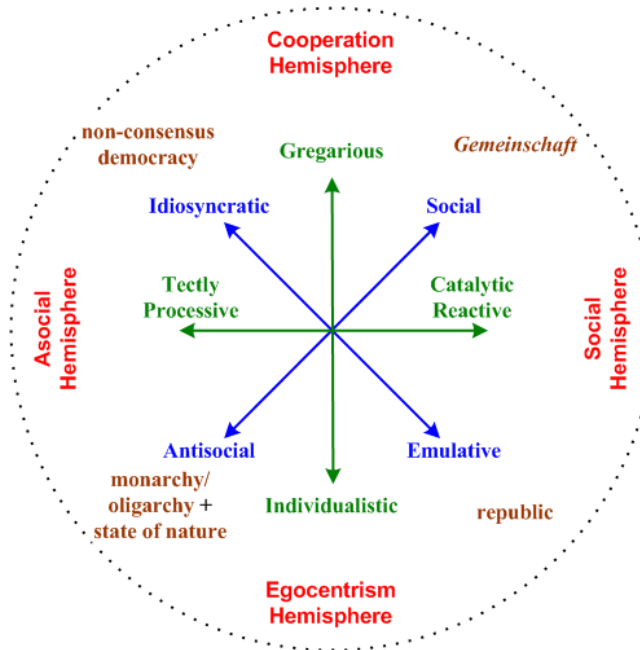 Cooperation
Hemisphere
non-consensus
democracy
Gregarious
Gemeinschaft
Idiosyncratic
Social
Tectly
Processive
Catalytic
Reactive
Asocial
Hemisphere
Social
Hemisphere
Antisocial
Emulative
monarchy/
oligarchy +
state of nature
Individualistic
republic
Egocentrism
Hemisphere